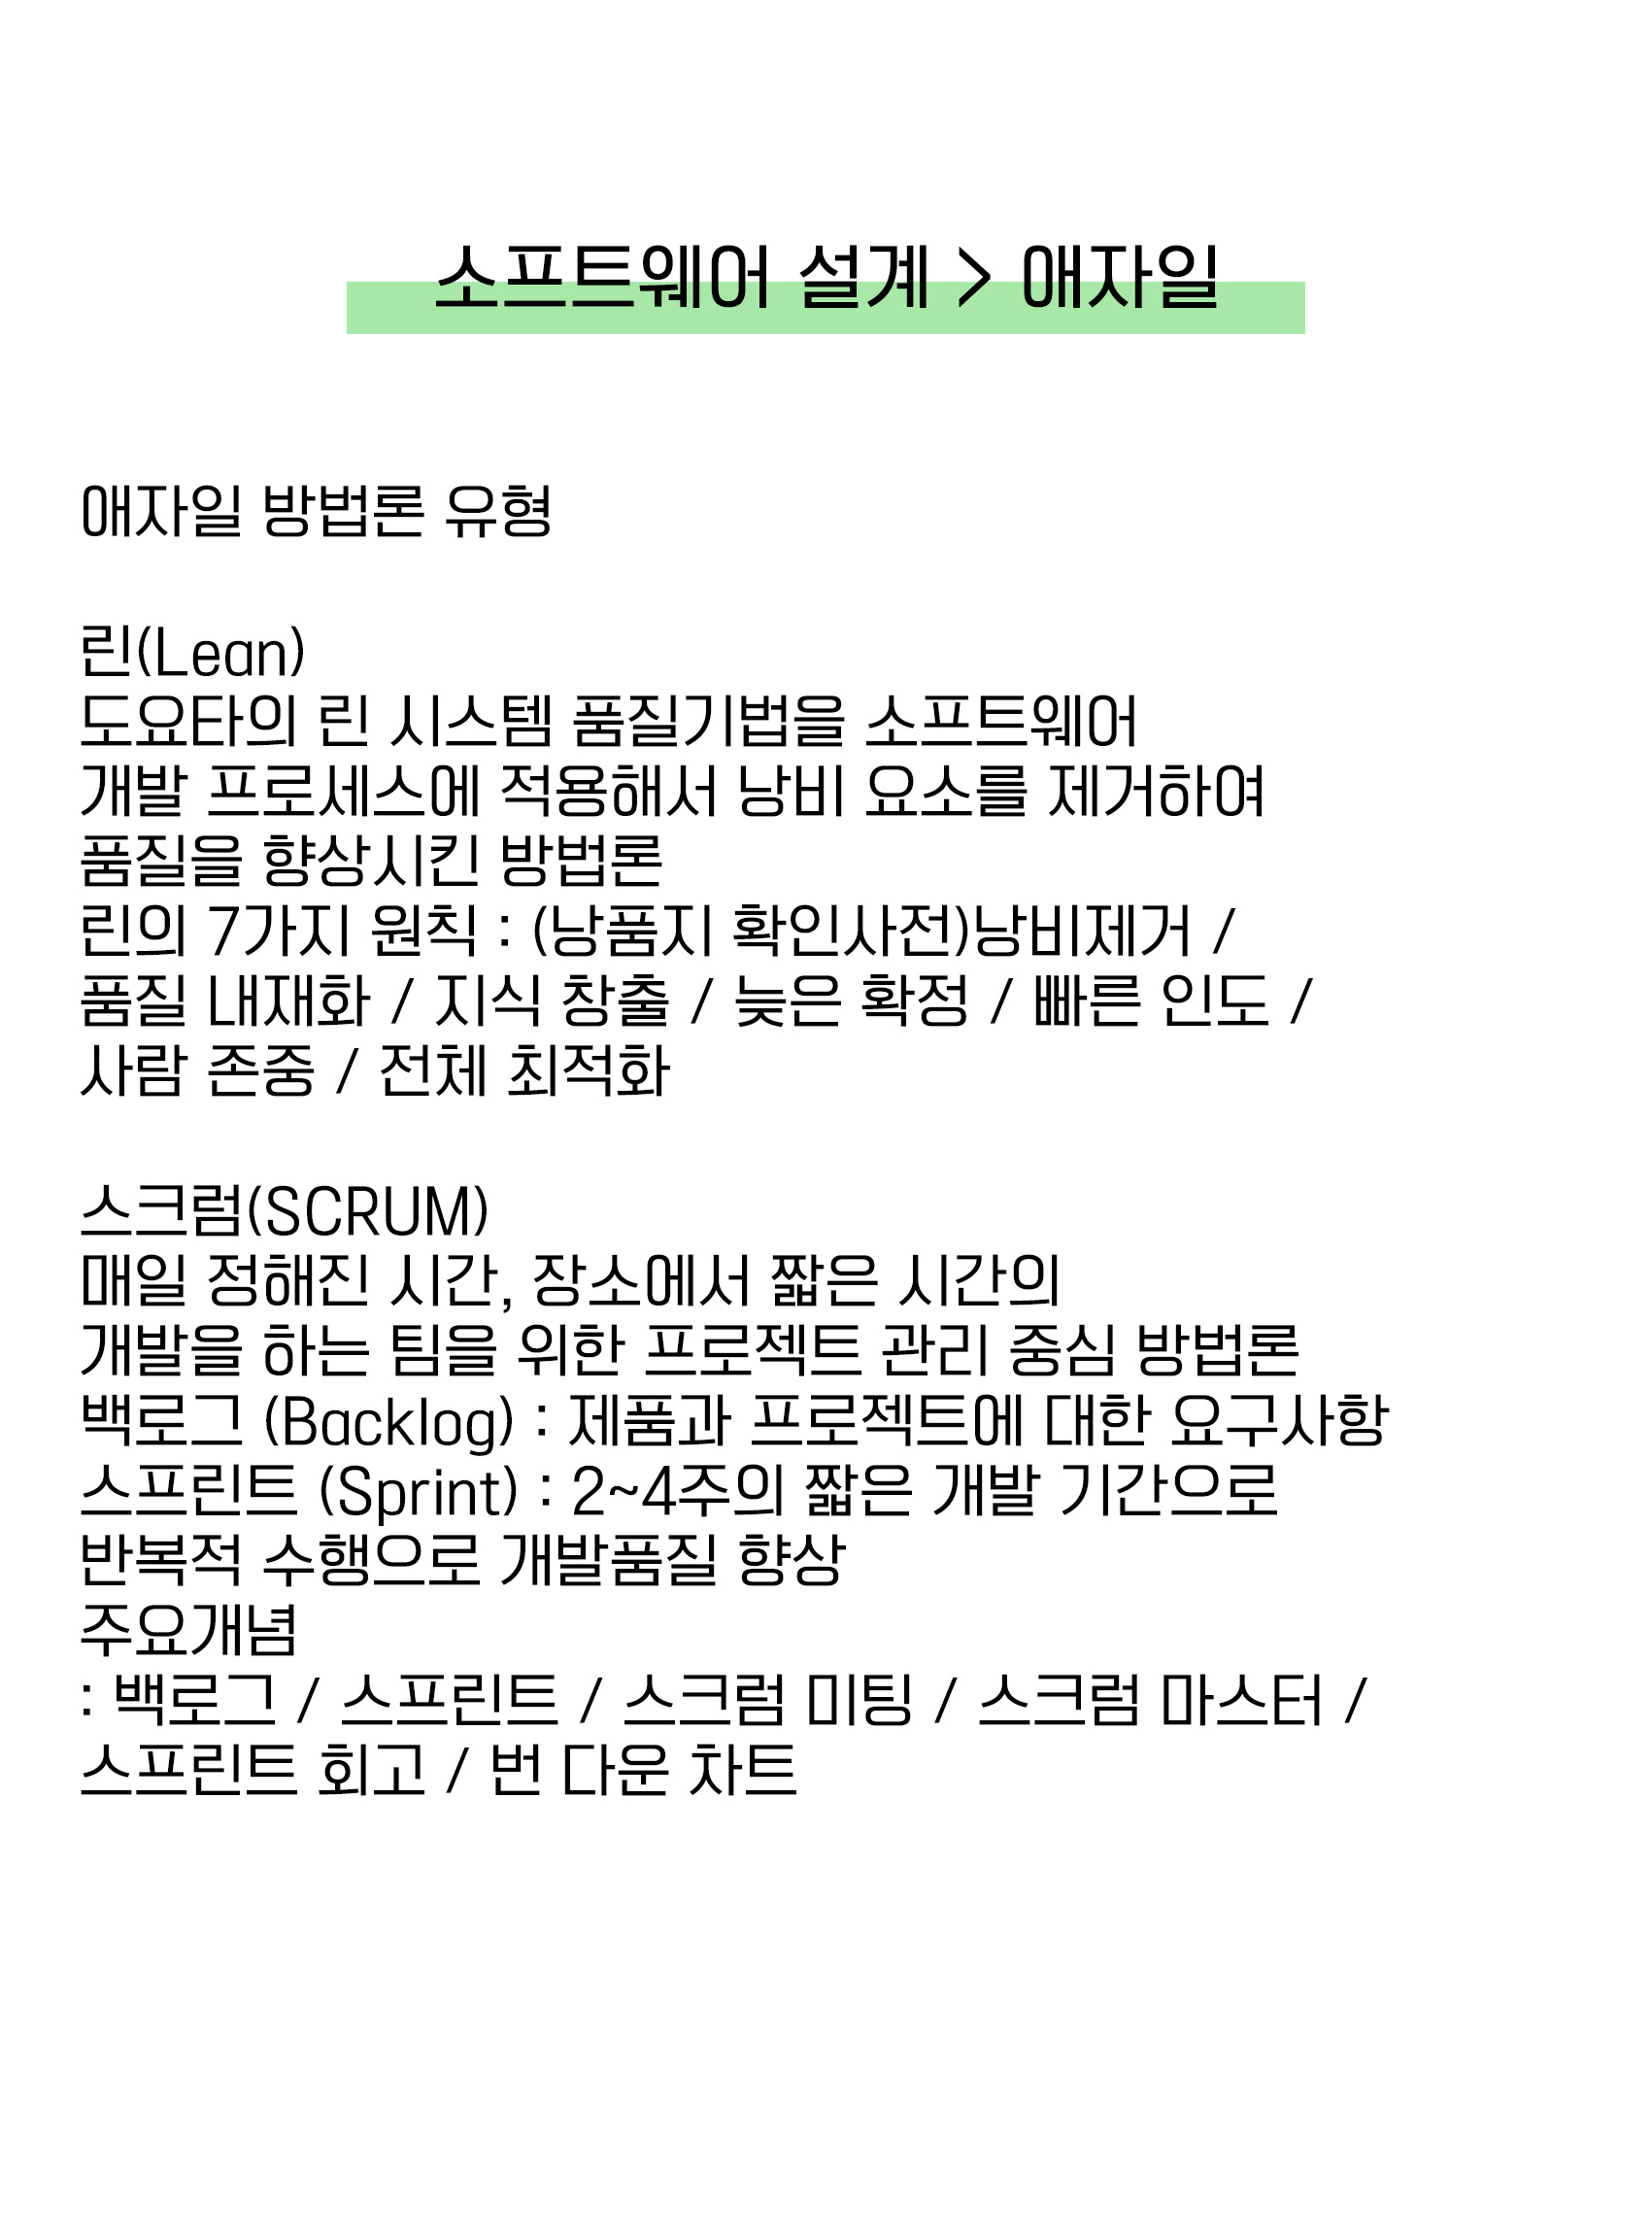 소프트웨어 설계 > 애자일
애자일 방법론 유형
린(Lean)
도요타의 린 시스템 품질기법을 소프트웨어
개발 프로세스에 적용해서 낭비 요소를 제거하여
품질을 향상시킨 방법론
린의 7가지 원칙 : (낭품지 확인사전)낭비제거 /
품질 내재화 / 지식 창출 / 늦은 확정 / 빠른 인도 /
사람 존중 / 전체 최적화
스크럼(SCRUM)
매일 정해진 시간, 장소에서 짧은 시간의
개발을 하는 팀을 위한 프로젝트 관리 중심 방법론
백로그 (Backlog) : 제품과 프로젝트에 대한 요구사항
스프린트 (Sprint) : 2~4주의 짧은 개발 기간으로
반복적 수행으로 개발품질 향상
주요개념
: 백로그 / 스프린트 / 스크럼 미팅 / 스크럼 마스터 /
스프린트 회고 / 번 다운 차트